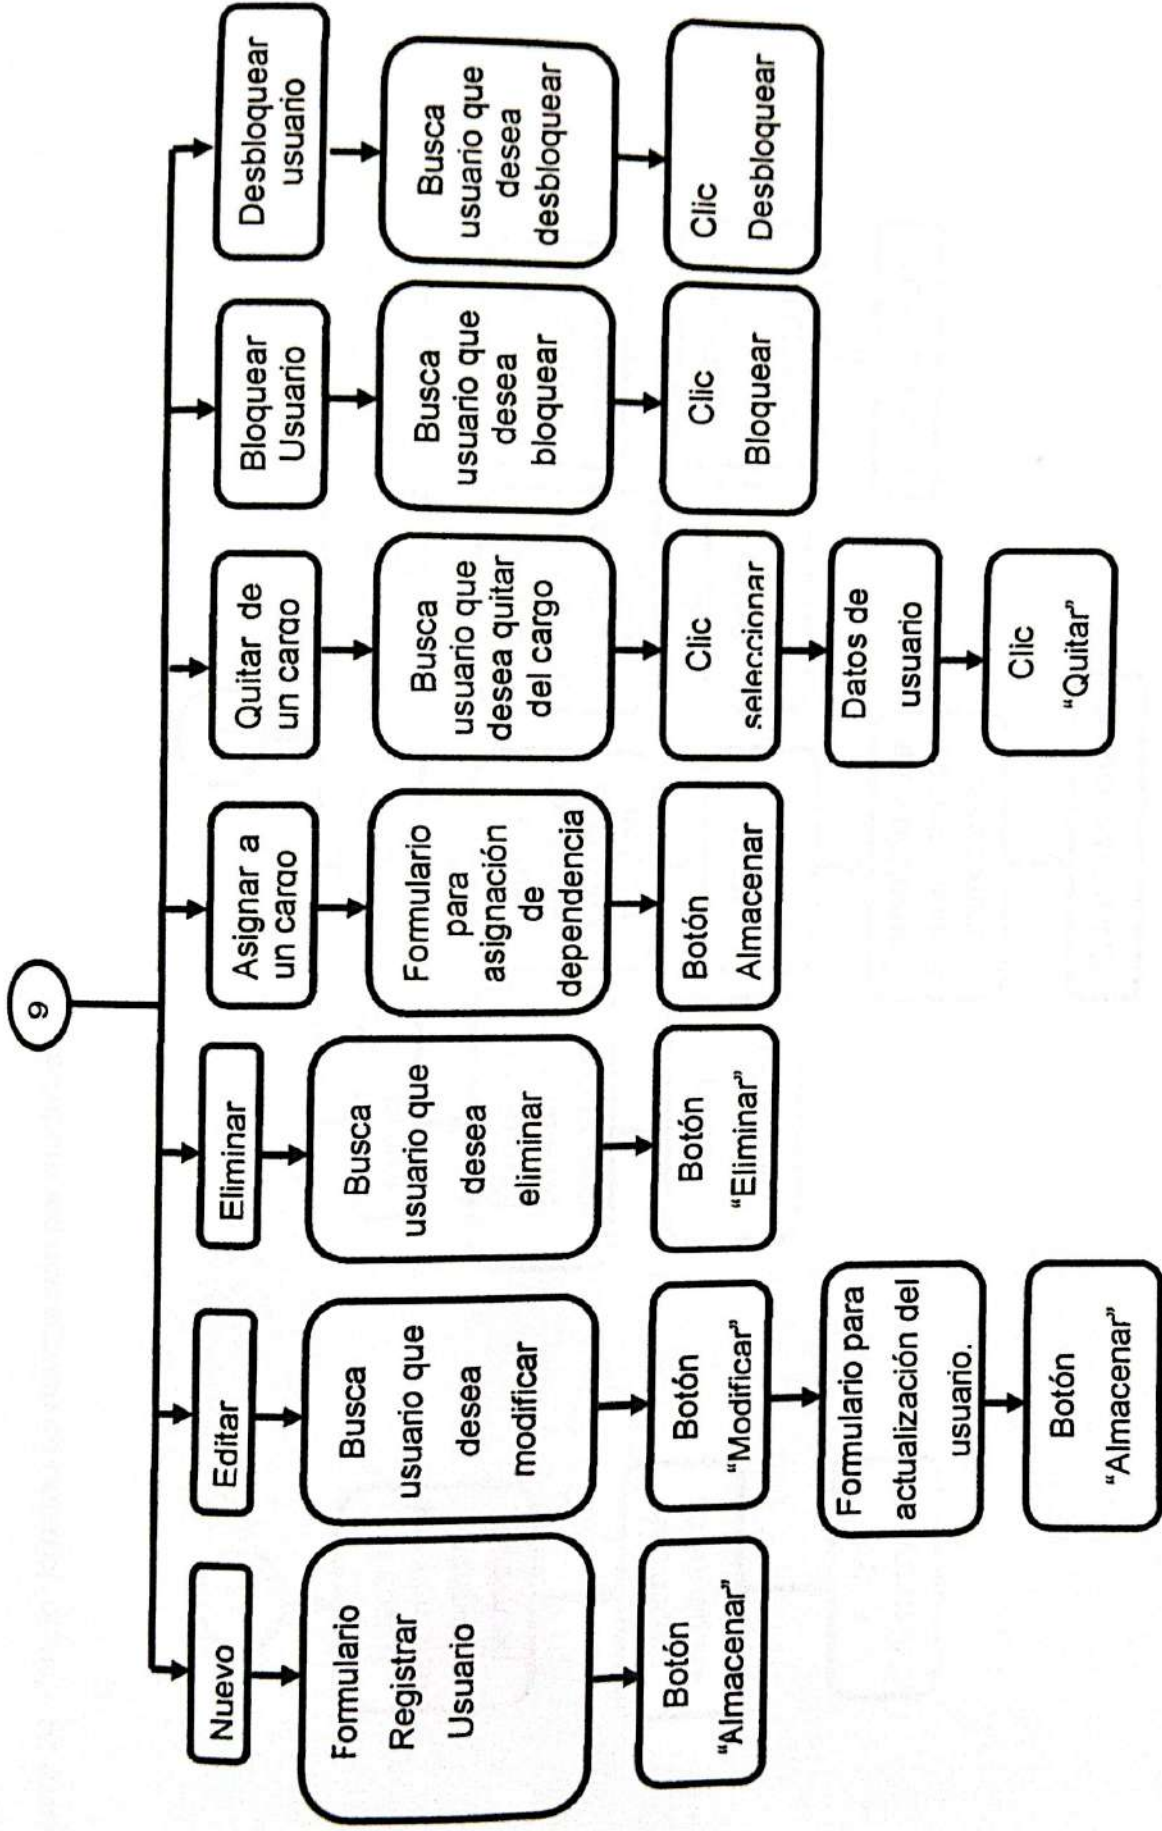 9
Nuevo
Formulario
Registrar
Usuario
Botón
“Almacenar”
Editar
Busca
usuario que
desea
modificar
Botón
“Modificar”
Formulario para
actualización del
usuario.
Botón
“Almacenar”
Eliminar
Busca
usuario que
desea
eliminar
Botón
“Eliminar”
Asignar a
un cargo
Formulario
para
asignación
de
dependencia
Botón
Almacenar
Quitar de
un cargo
Busca
usuario que
desea quitar
del cargo
Clic
seleccionar
Datos de
usuario
Clic
“Quitar”
Bloquear
Usuario
Busca
usuario que
desea
bloquear
Clic
Bloquear
Desbloquear
usuario
Busca
usuario que
desea
desbloquear
Clic
Desbloquear